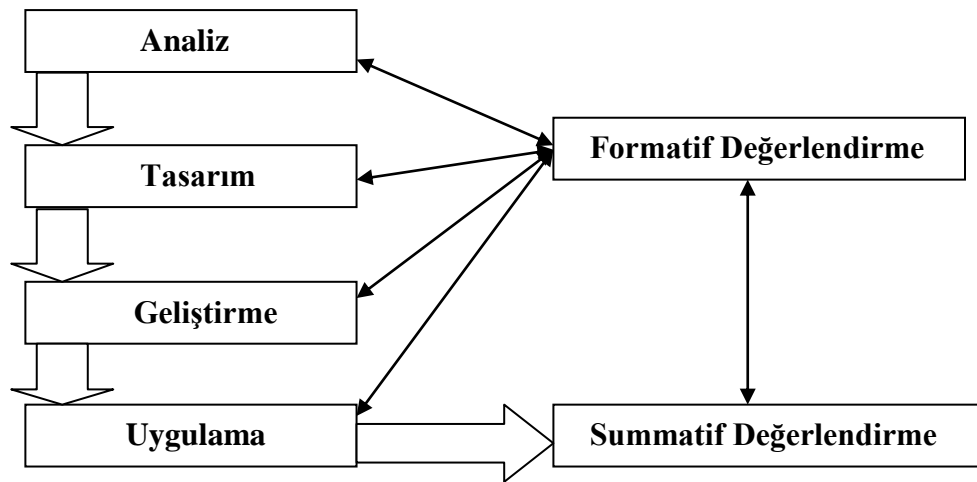 Analiz
Formatif Değerlendirme
Tasarım
Geliştirme
Uygulama
Summatif Değerlendirme